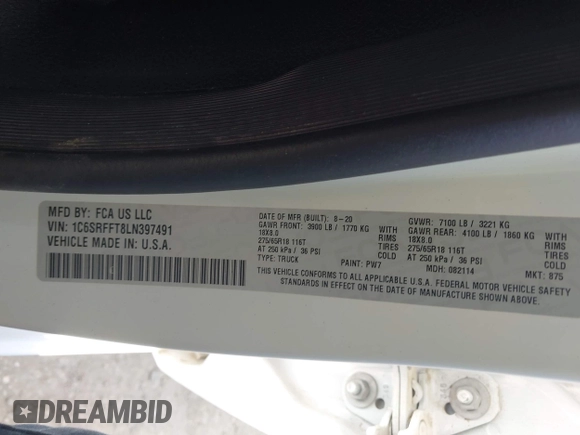 MFD BY: FCA US LLC
VIN: 1C6SRFFT8LN397491
VEHICLE MADE IN: U.S.A.
DATE OF MFR (BUILT): 8-20
GAWR FRONT: 3900 LB / 1770 KG
18X8.0
RIMS
275/65R18 116T
TIRES
AT 250 kPa / 36 PSI
COLD
TYPE: TRUCK
PAINT: PW7
GVWR: 7100 LB / 3221 KG
GAWR REAR: 4100 LB / 1860 KG
18X8.0
RIMS
275/65R18 116T
TIRES
AT 250 kPa / 36 PSI
COLD
MDH: 082114
MKT: 875
THIS VEHICLE CONFORMS TO ALL APPLICABLE U.S.A. FEDERAL MOTOR VEHICLE SAFETY
STANDARDS IN EFFECT ON THE DATE OF MANUFACTURE SHOWN ABOVE.
DREAMBID